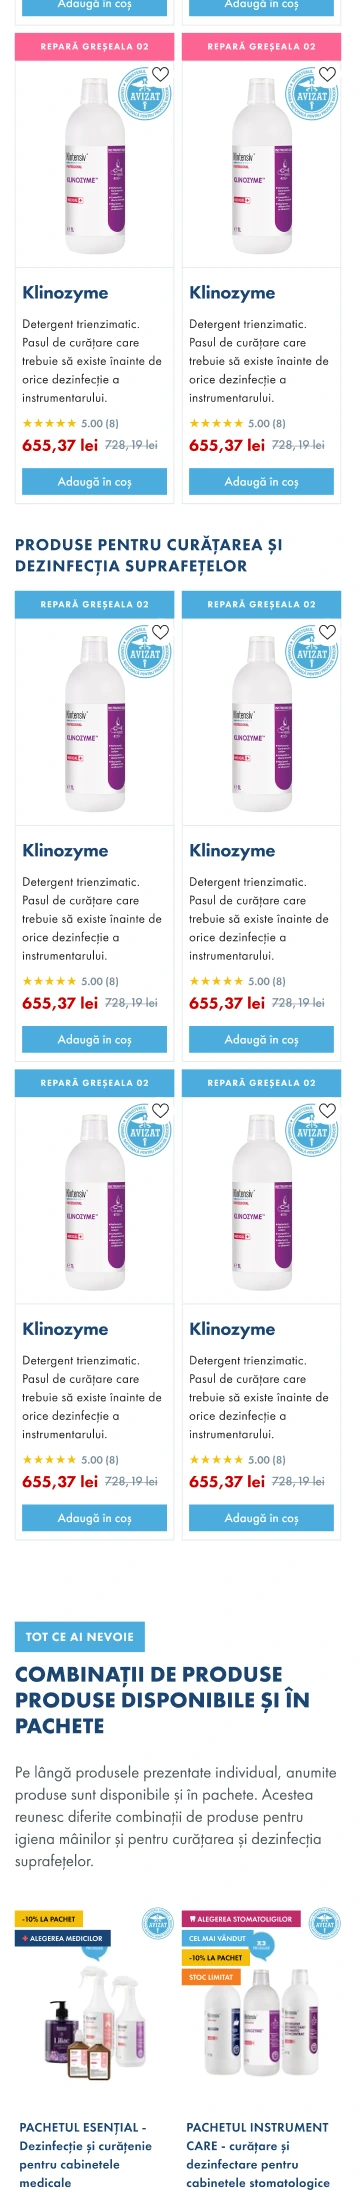 Adaugă în coș Adaugă în coș
REPARĂ GREȘEALA 02 REPARĂ GREȘEALA 02
AVIZAT AVIZAT
Klintensiv Klintensiv
KLINOZYME KLINOZYME
Klinozyme Klinozyme
Detergent trienzimatic. Detergent trienzimatic.
Pasul de curățare care Pasul de curățare care
trebuie să existe înainte de trebuie să existe înainte de
orice dezinfecție a orice dezinfecție a
instrumentarului. instrumentarului.
★★★★★ 5.00 (8) ★★★★★ 5.00 (8)
655,37 lei 728,19 lei 655,37 lei 728,19 lei
Adaugă în coș Adaugă în coș
PRODUSE PENTRU CURĂȚAREA ȘI
DEZINFECȚIA SUPRAFEȚELOR
REPARĂ GREȘEALA 02 REPARĂ GREȘEALA 02
AVIZAT AVIZAT
Klintensiv Klintensiv
KLINOZYME KLINOZYME
Klinozyme Klinozyme
Detergent trienzimatic. Detergent trienzimatic.
Pasul de curățare care Pasul de curățare care
trebuie să existe înainte de trebuie să existe înainte de
orice dezinfecție a orice dezinfecție a
instrumentarului. instrumentarului.
★★★★★ 5.00 (8) ★★★★★ 5.00 (8)
655,37 lei 728,19 lei 655,37 lei 728,19 lei
Adaugă în coș Adaugă în coș
REPARĂ GREȘEALA 02 REPARĂ GREȘEALA 02
AVIZAT AVIZAT
Klintensiv Klintensiv
KLINOZYME KLINOZYME
Klinozyme Klinozyme
Detergent trienzimatic. Detergent trienzimatic.
Pasul de curățare care Pasul de curățare care
trebuie să existe înainte de trebuie să existe înainte de
orice dezinfecție a orice dezinfecție a
instrumentarului. instrumentarului.
★★★★★ 5.00 (8) ★★★★★ 5.00 (8)
655,37 lei 728,19 lei 655,37 lei 728,19 lei
Adaugă în coș Adaugă în coș
TOT CE AI NEVOIE
COMBINAȚII DE PRODUSE
PRODUSE DISPONIBILE ȘI ÎN
PACHETE
Pe lângă produsele prezentate individual, anumite
produse sunt disponibile și în pachete. Acestea
reunesc diferite combinații de produse pentru
igiena mâinilor și pentru curățarea și dezinfecția
suprafețelor.
-10% LA PACHET AVIZAT ALEGEREA STOMATOLIGILOR AVIZAT
ALEGEREA MEDICILOR CEL MAI VÂNDUT X3
-10% LA PACHET
STOC LIMITAT
PACHETUL ESENȚIAL - PACHETUL INSTRUMENT
Dezinfecție și curățenie CARE - curățare și
pentru cabinetele dezinfectare pentru
medicale cabinetele stomatologice